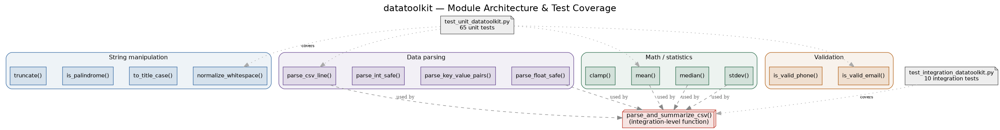 datatoolkit — Module Architecture & Test Coverage
test_unit_datatoolkit.py
65 unit tests
covers
String manipulation
truncate()
is_palindrome()
to_title_case()
normalize_whitespace()
Data parsing
parse_csv_line()
parse_int_safe()
parse_key_value_pairs()
parse_float_safe()
Math / statistics
clamp()
mean()
median()
stdev()
Validation
is_valid_phone()
is_valid_email()
test_integration_datatoolkit.py
10 integration tests
used by
used by
used by
used by
used by
covers
parse_and_summarize_csv()
(integration-level function)